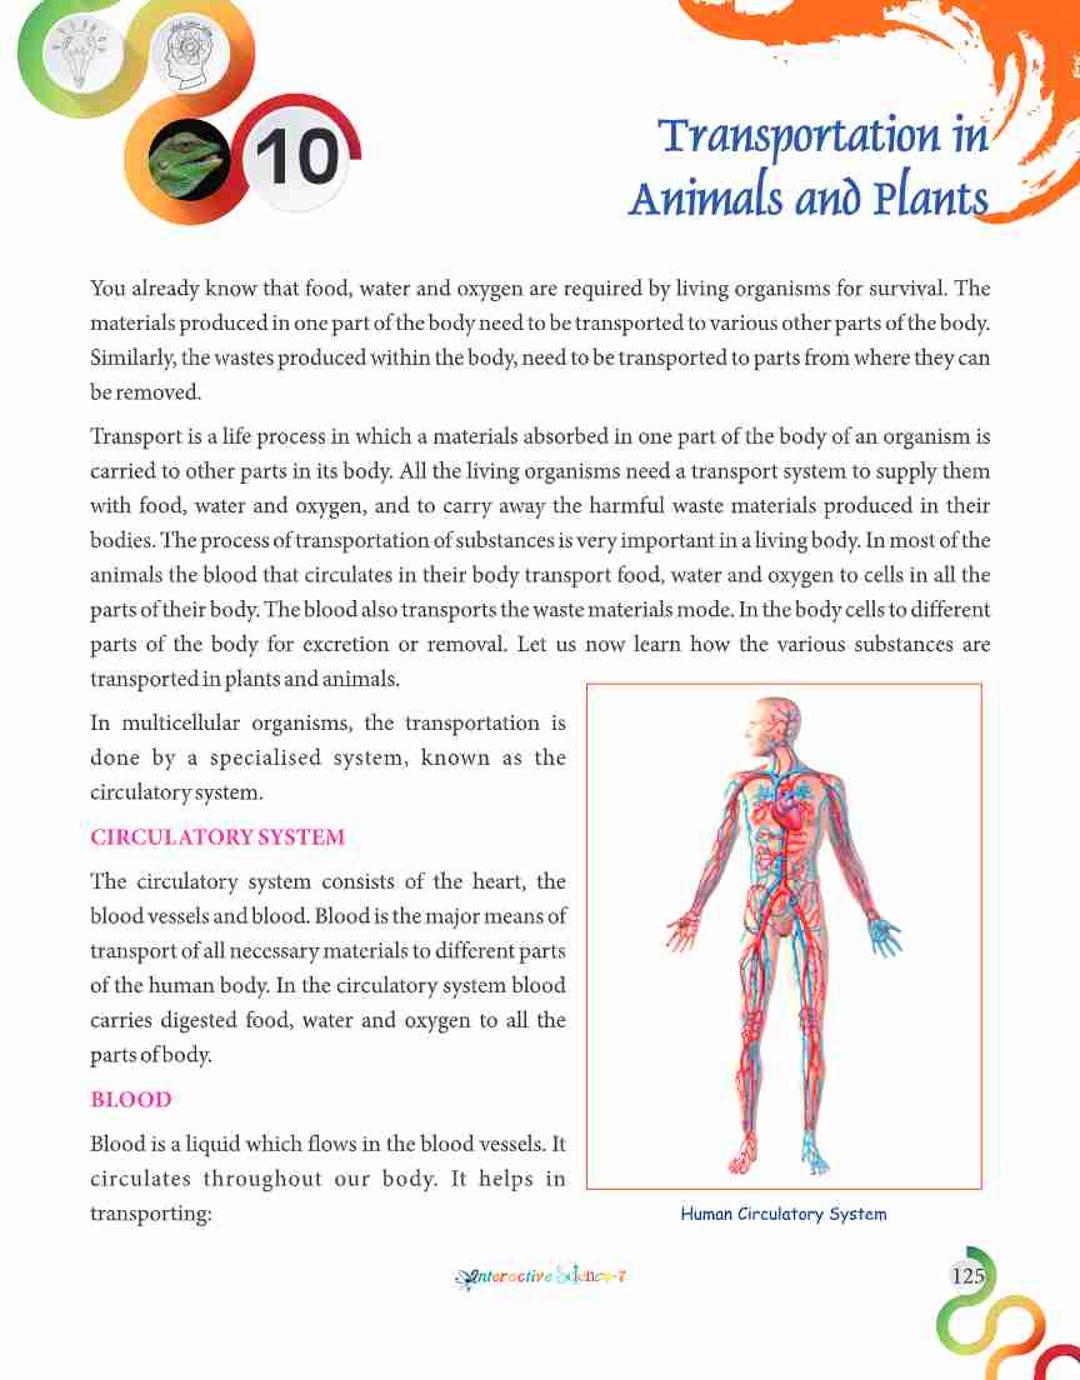 10
Transportation in
Animals and Plants
You already know that food, water and oxygen are required by living organisms for survival. The
materials produced in one part of the body need to be transported to various other parts of the body.
Similarly, the wastes produced within the body, need to be transported to parts from where they can
be removed.
Transport is a life process in which a materials absorbed in one part of the body of an organism is
carried to other parts in its body. All the living organisms need a transport system to supply them
with food, water and oxygen, and to carry away the harmful waste materials produced in their
bodies. The process of transportation of substances is very important in a living body. In most of the
animals the blood that circulates in their body transport food, water and oxygen to cells in all the
parts of their body. The blood also transports the waste materials mode. In the body cells to different
parts of the body for excretion or removal. Let us now learn how the various substances are
transported in plants and animals.
In multicellular organisms, the transportation is
done by a specialised system, known as the
circulatory system.
CIRCULATORY SYSTEM
The circulatory system consists of the heart, the
blood vessels and blood. Blood is the major means of
transport of all necessary materials to different parts
of the human body. In the circulatory system blood
carries digested food, water and oxygen to all the
parts of body.
BLOOD
Blood is a liquid which flows in the blood vessels. It
circulates throughout our body. It helps in
transporting:
Human Circulatory System
Interactive Science-7
125